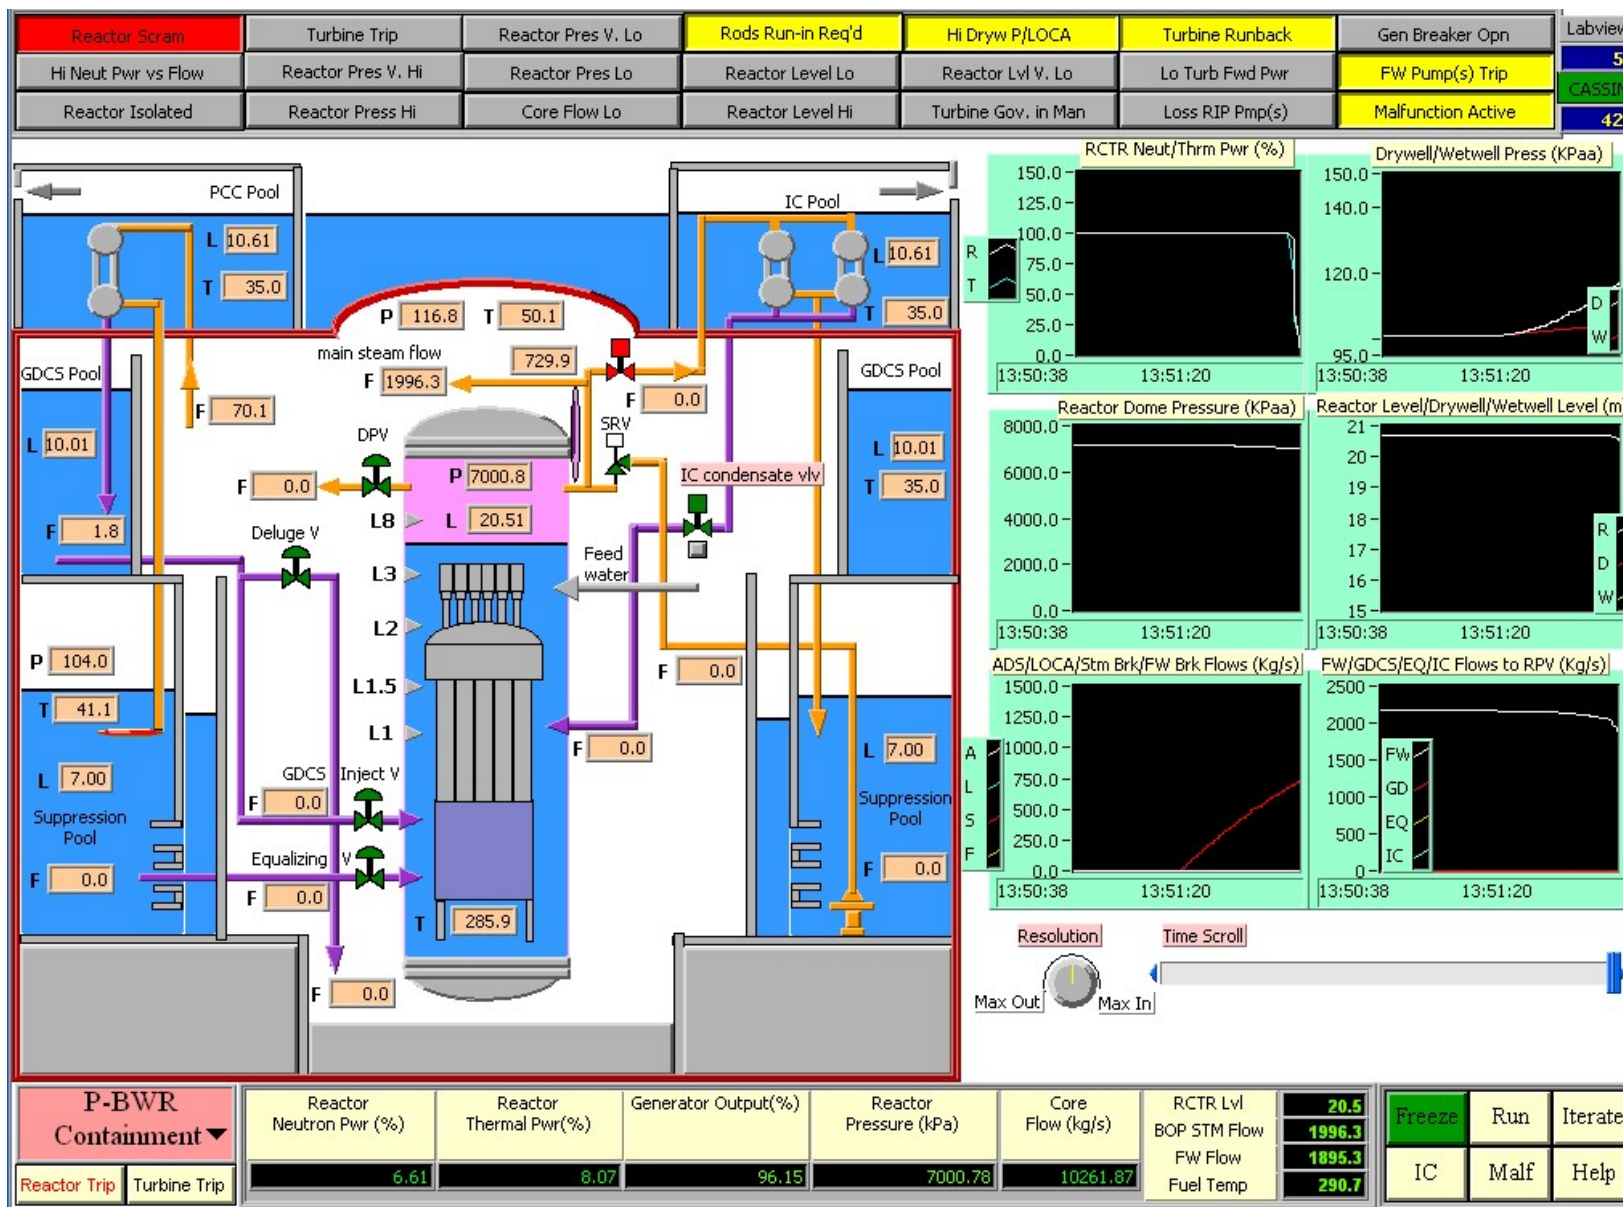 Reactor Scram Turbine Trip Reactor Pres V. Lo Rods Run-in Req'd Hi Dryw P/LOCA Turbine Runback Gen Breaker Opn Labview
Hi Neut Pwr vs Flow Reactor Pres V. Hi Reactor Pres Lo Reactor Level Lo Reactor Lvl V. Lo Lo Turb Fwd Pwr FW Pump(s) Trip 5
CASSIN
Reactor Isolated Reactor Press Hi Core Flow Lo Reactor Level Hi Turbine Gov. in Man Loss RIP Pmp(s) Malfunction Active 42
PCC Pool IC Pool
L 10.61 L 10.61
T 35.0 T 35.0
P 116.8 T 50.1
main steam flow 729.9
F 1996.3
GDCS Pool GDCS Pool
F 70.1 F 0.0
DPV SRV
L 10.01 L 10.01
P 7000.8 IC condensate vlv
F 0.0 T 35.0
L8 L 20.51
F 1.8
Deluge V Feed
water
L3
L2
P 104.0 F 0.0
L1.5
T 41.1
L1
F 0.0 L 7.00
L 7.00 GDCS Inject V
F 0.0
Suppression
Pool
Suppression
Pool
Equalizing V
F 0.0 F 0.0
F 0.0
T 285.9
F 0.0
RCTR Neut/Thrm Pwr (%)
150.0
125.0
100.0
75.0
50.0
25.0
0.0
R
T
13:50:38 13:51:20
Drywell/Wetwell Press (KPaa)
150.0
140.0
120.0
95.0
D
W
13:50:38 13:51:20
Reactor Dome Pressure (KPaa)
8000.0
6000.0
4000.0
2000.0
0.0
13:50:38 13:51:20
Reactor Level/Drywell/Wetwell Level (m
21
20
19
18
17
16
15
R
D
W
13:50:38 13:51:20
ADS/LOCA/Stm Brk/FW Brk Flows (Kg/s)
1500.0
1250.0
1000.0
750.0
500.0
250.0
0.0
A
L
S
F
13:50:38 13:51:20
FW/GDCS/EQ/IC Flows to RPV (Kg/s)
2500
2000
1500
1000
500
0
FW
GD
EQ
IC
13:50:38 13:51:20
Resolution Time Scroll
Max Out Max In
P-BWR
Containment
Reactor Trip Turbine Trip
Reactor
Neutron Pwr (%)
6.61
Reactor
Thermal Pwr(%)
8.07
Generator Output(%)
96.15
Reactor
Pressure (kPa)
7000.78
Core
Flow (kg/s)
10261.87
RCTR Lvl 20.5
BOP STM Flow 1996.3
FW Flow 1895.3
Fuel Temp 290.7
Freeze Run Iterate
IC Malf Help